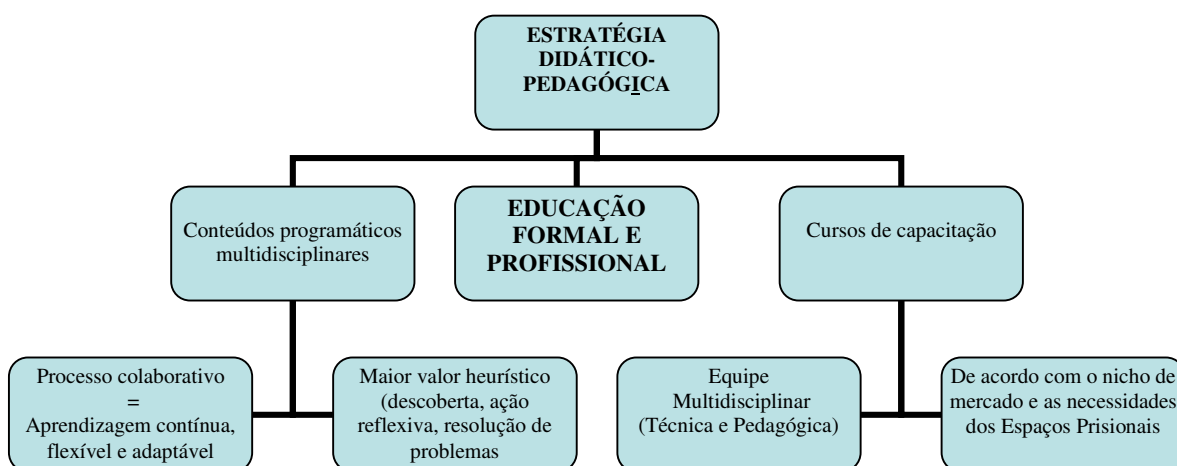 ESTRATÉGIA
DIDÁTICO-
PEDAGÓGICA
Conteúdos programáticos
multidisciplinares
EDUCAÇÃO
FORMAL E
PROFISSIONAL
Cursos de capacitação
Processo colaborativo
=
Aprendizagem contínua,
flexível e adaptável
Maior valor heurístico
(descoberta, ação
reflexiva, resolução de
problemas
Equipe
Multidisciplinar
(Técnica e Pedagógica)
De acordo com o nicho de
mercado e as necessidades
dos Espaços Prisionais